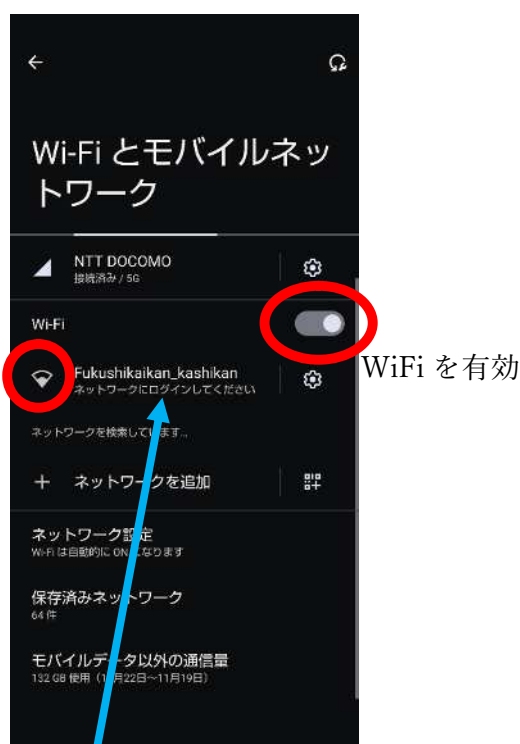 Wi-Fi とモバイルネッ
トワーク
NTT DOCOMO
接続済み / 5G
Wi-Fi
Fukushikaikan_kashikan
ネットワークにログインしてください
WiFi を有効
ネットワークを検索しています...
ネットワークを追加
ネットワーク設定
Wi-Fi は自動的に ON になります
保存済みネットワーク
64 件
モバイルデータ以外の通信量
132 GB 使用（月22日～11月19日）